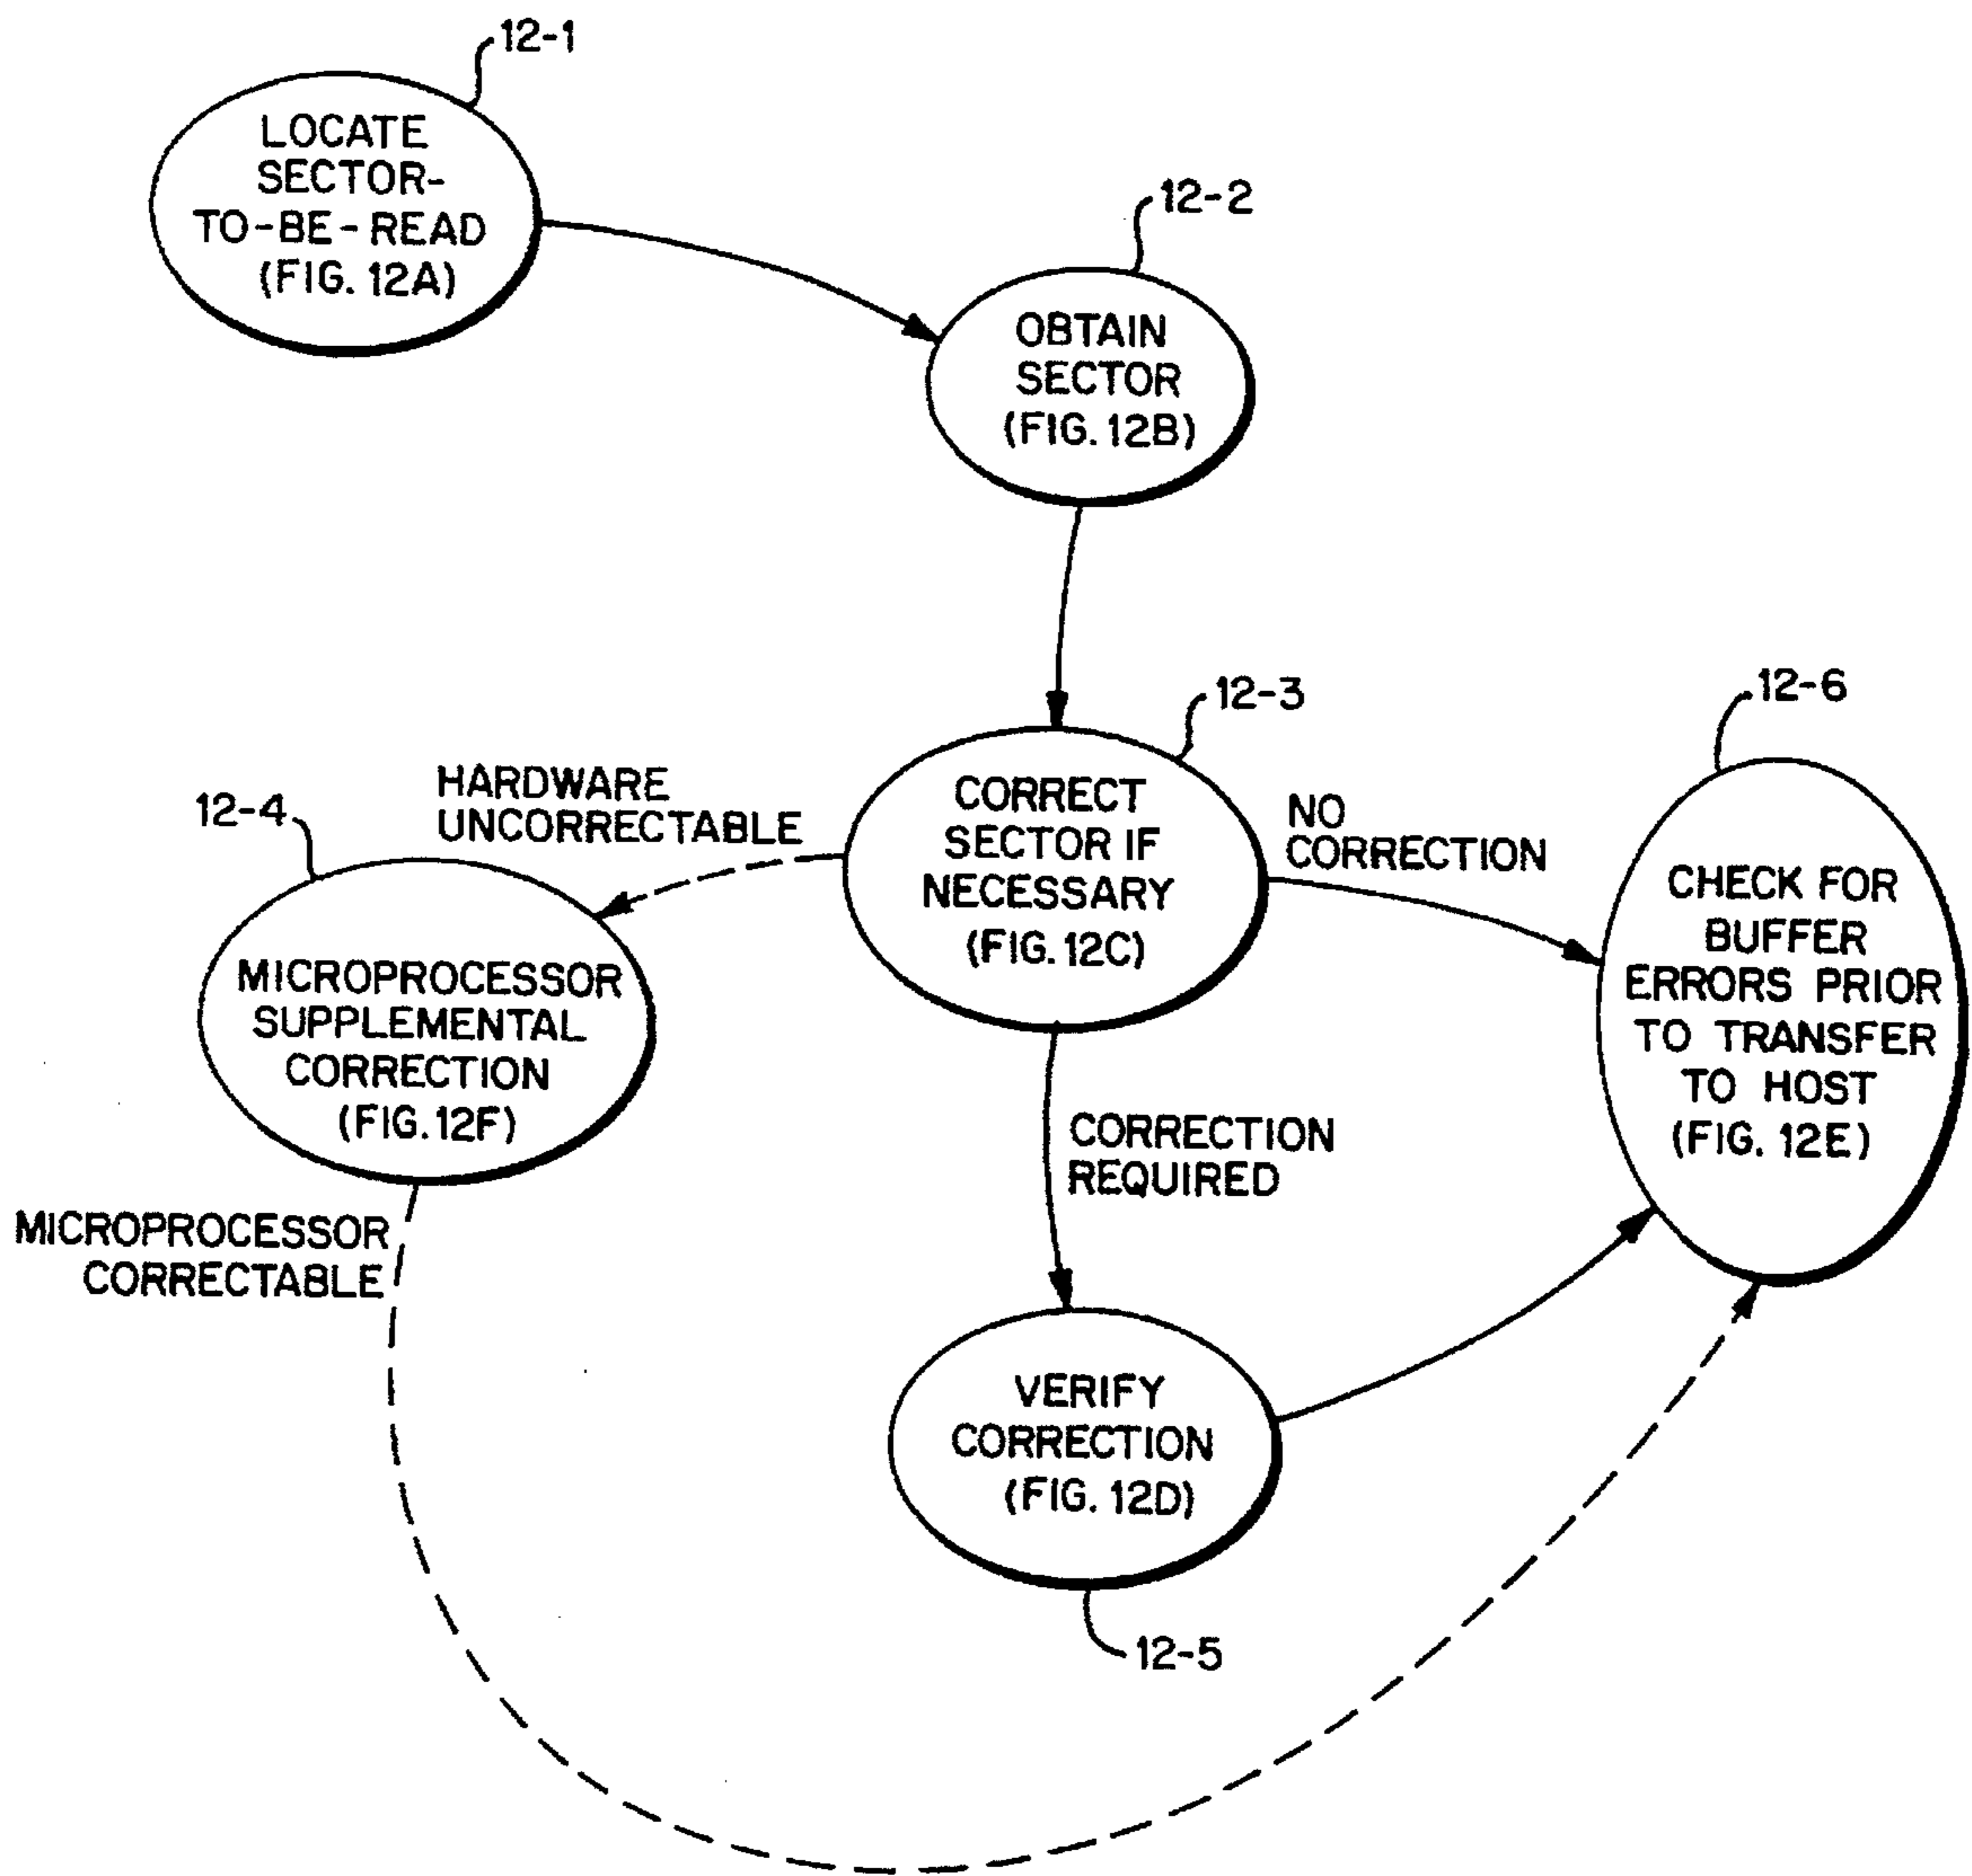 12-1
LOCATE
SECTOR-
TO-BE-READ
(FIG. 12A)
12-2
OBTAIN
SECTOR
(FIG. 12B)
12-3
CORRECT
SECTOR IF
NECESSARY
(FIG. 12C)
HARDWARE
UNCORRECTABLE
12-4
MICROPROCESSOR
SUPPLEMENTAL
CORRECTION
(FIG. 12F)
MICROPROCESSOR
CORRECTABLE
NO
CORRECTION
12-6
CHECK FOR
BUFFER
ERRORS PRIOR
TO TRANSFER
TO HOST
(FIG. 12E)
CORRECTION
REQUIRED
VERIFY
CORRECTION
(FIG. 12D)
12-5